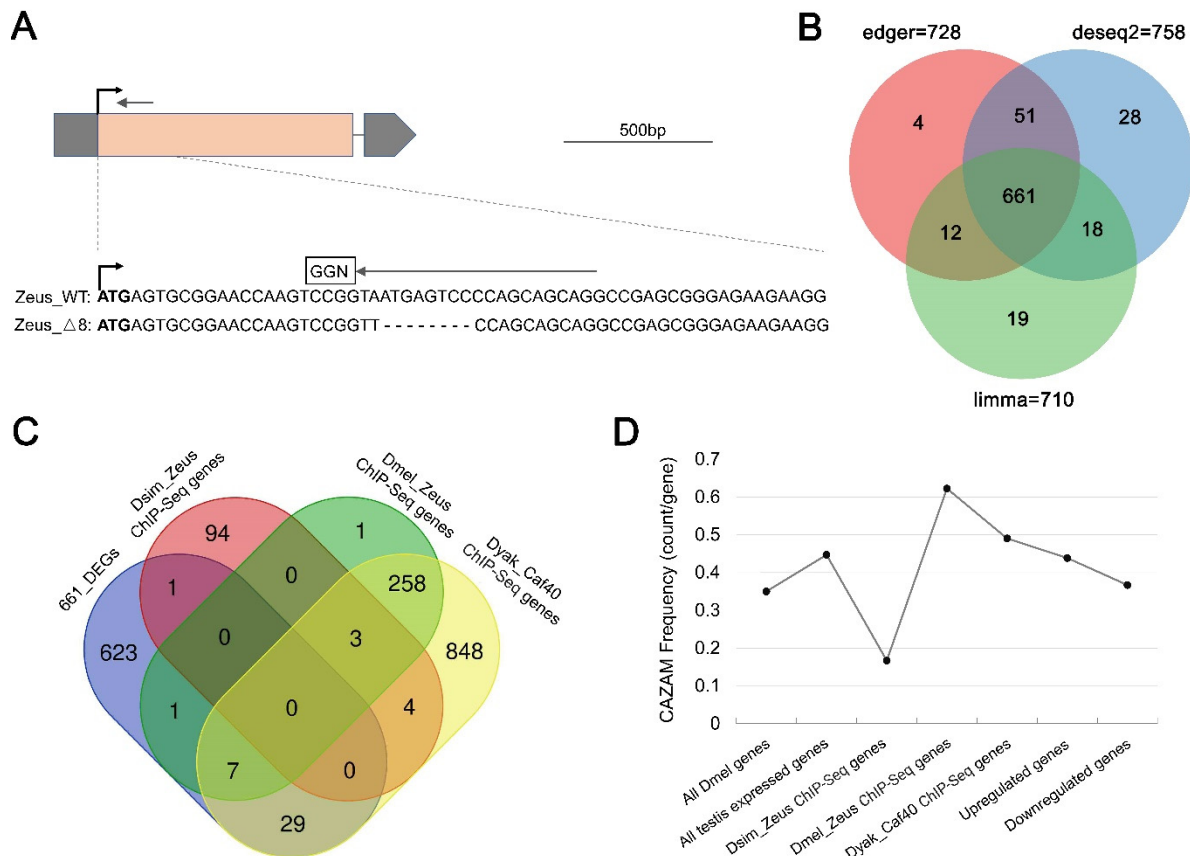 A
500bp
GGN
Zeus_WT: ATGAGTGCGGAACCAAGTCCGGTAATGAGTCCCCAGCAGCAGGCCGAGCGGGAGAAGAAGG
Zeus_△8: ATGAGTGCGGAACCAAGTCCGGTT--------CCAGCAGCAGGCCGAGCGGGAGAAGAAGG
B
edger=728
deseq2=758
4
51
28
661
12
18
19
limma=710
C
Dsim_Zeus
ChIP-Seq genes
Dmel_Zeus
ChIP-Seq genes
661_DEGs
Dyak_Caf40
ChIP-Seq genes
94
1
1
0
258
623
0
3
848
1
0
4
7
0
29
D
CAZAM Frequency (count/gene)
0.7
0.6
0.5
0.4
0.3
0.2
0.1
0
All Dmel genes
All testis expressed genes
Dsim_Zeus ChIP-Seq genes
Dmel_Zeus ChIP-Seq genes
Dyak_Caf40 ChIP-Seq genes
Upregulated genes
Downregulated genes